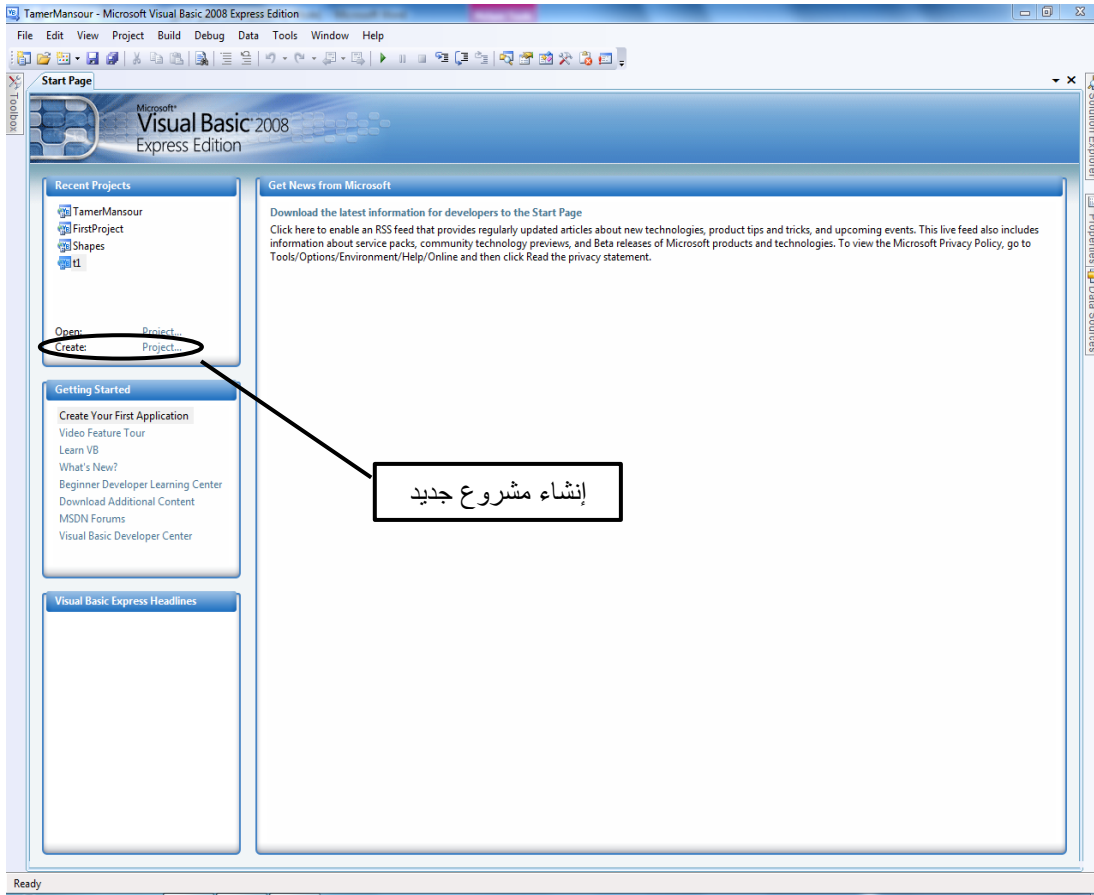 TamerMansour - Microsoft Visual Basic 2008 Express Edition
File Edit View Project Build Debug Data Tools Window Help
Start Page
Toolbox
Solution Explorer
Properties
Data Sources
Microsoft®
Visual Basic® 2008
Express Edition
Recent Projects
TamerMansour
FirstProject
Shapes
t1
Open: Project...
Create: Project...
Getting Started
Create Your First Application
Video Feature Tour
Learn VB
What's New?
Beginner Developer Learning Center
Download Additional Content
MSDN Forums
Visual Basic Developer Center
Visual Basic Express Headlines
Get News from Microsoft
Download the latest information for developers to the Start Page
Click here to enable an RSS feed that provides regularly updated articles about new technologies, product tips and tricks, and upcoming events. This live feed also includes
information about service packs, community technology previews, and Beta releases of Microsoft products and technologies. To view the Microsoft Privacy Policy, go to
Tools/Options/Environment/Help/Online and then click Read the privacy statement.
إنشاء مشروع جديد
Ready